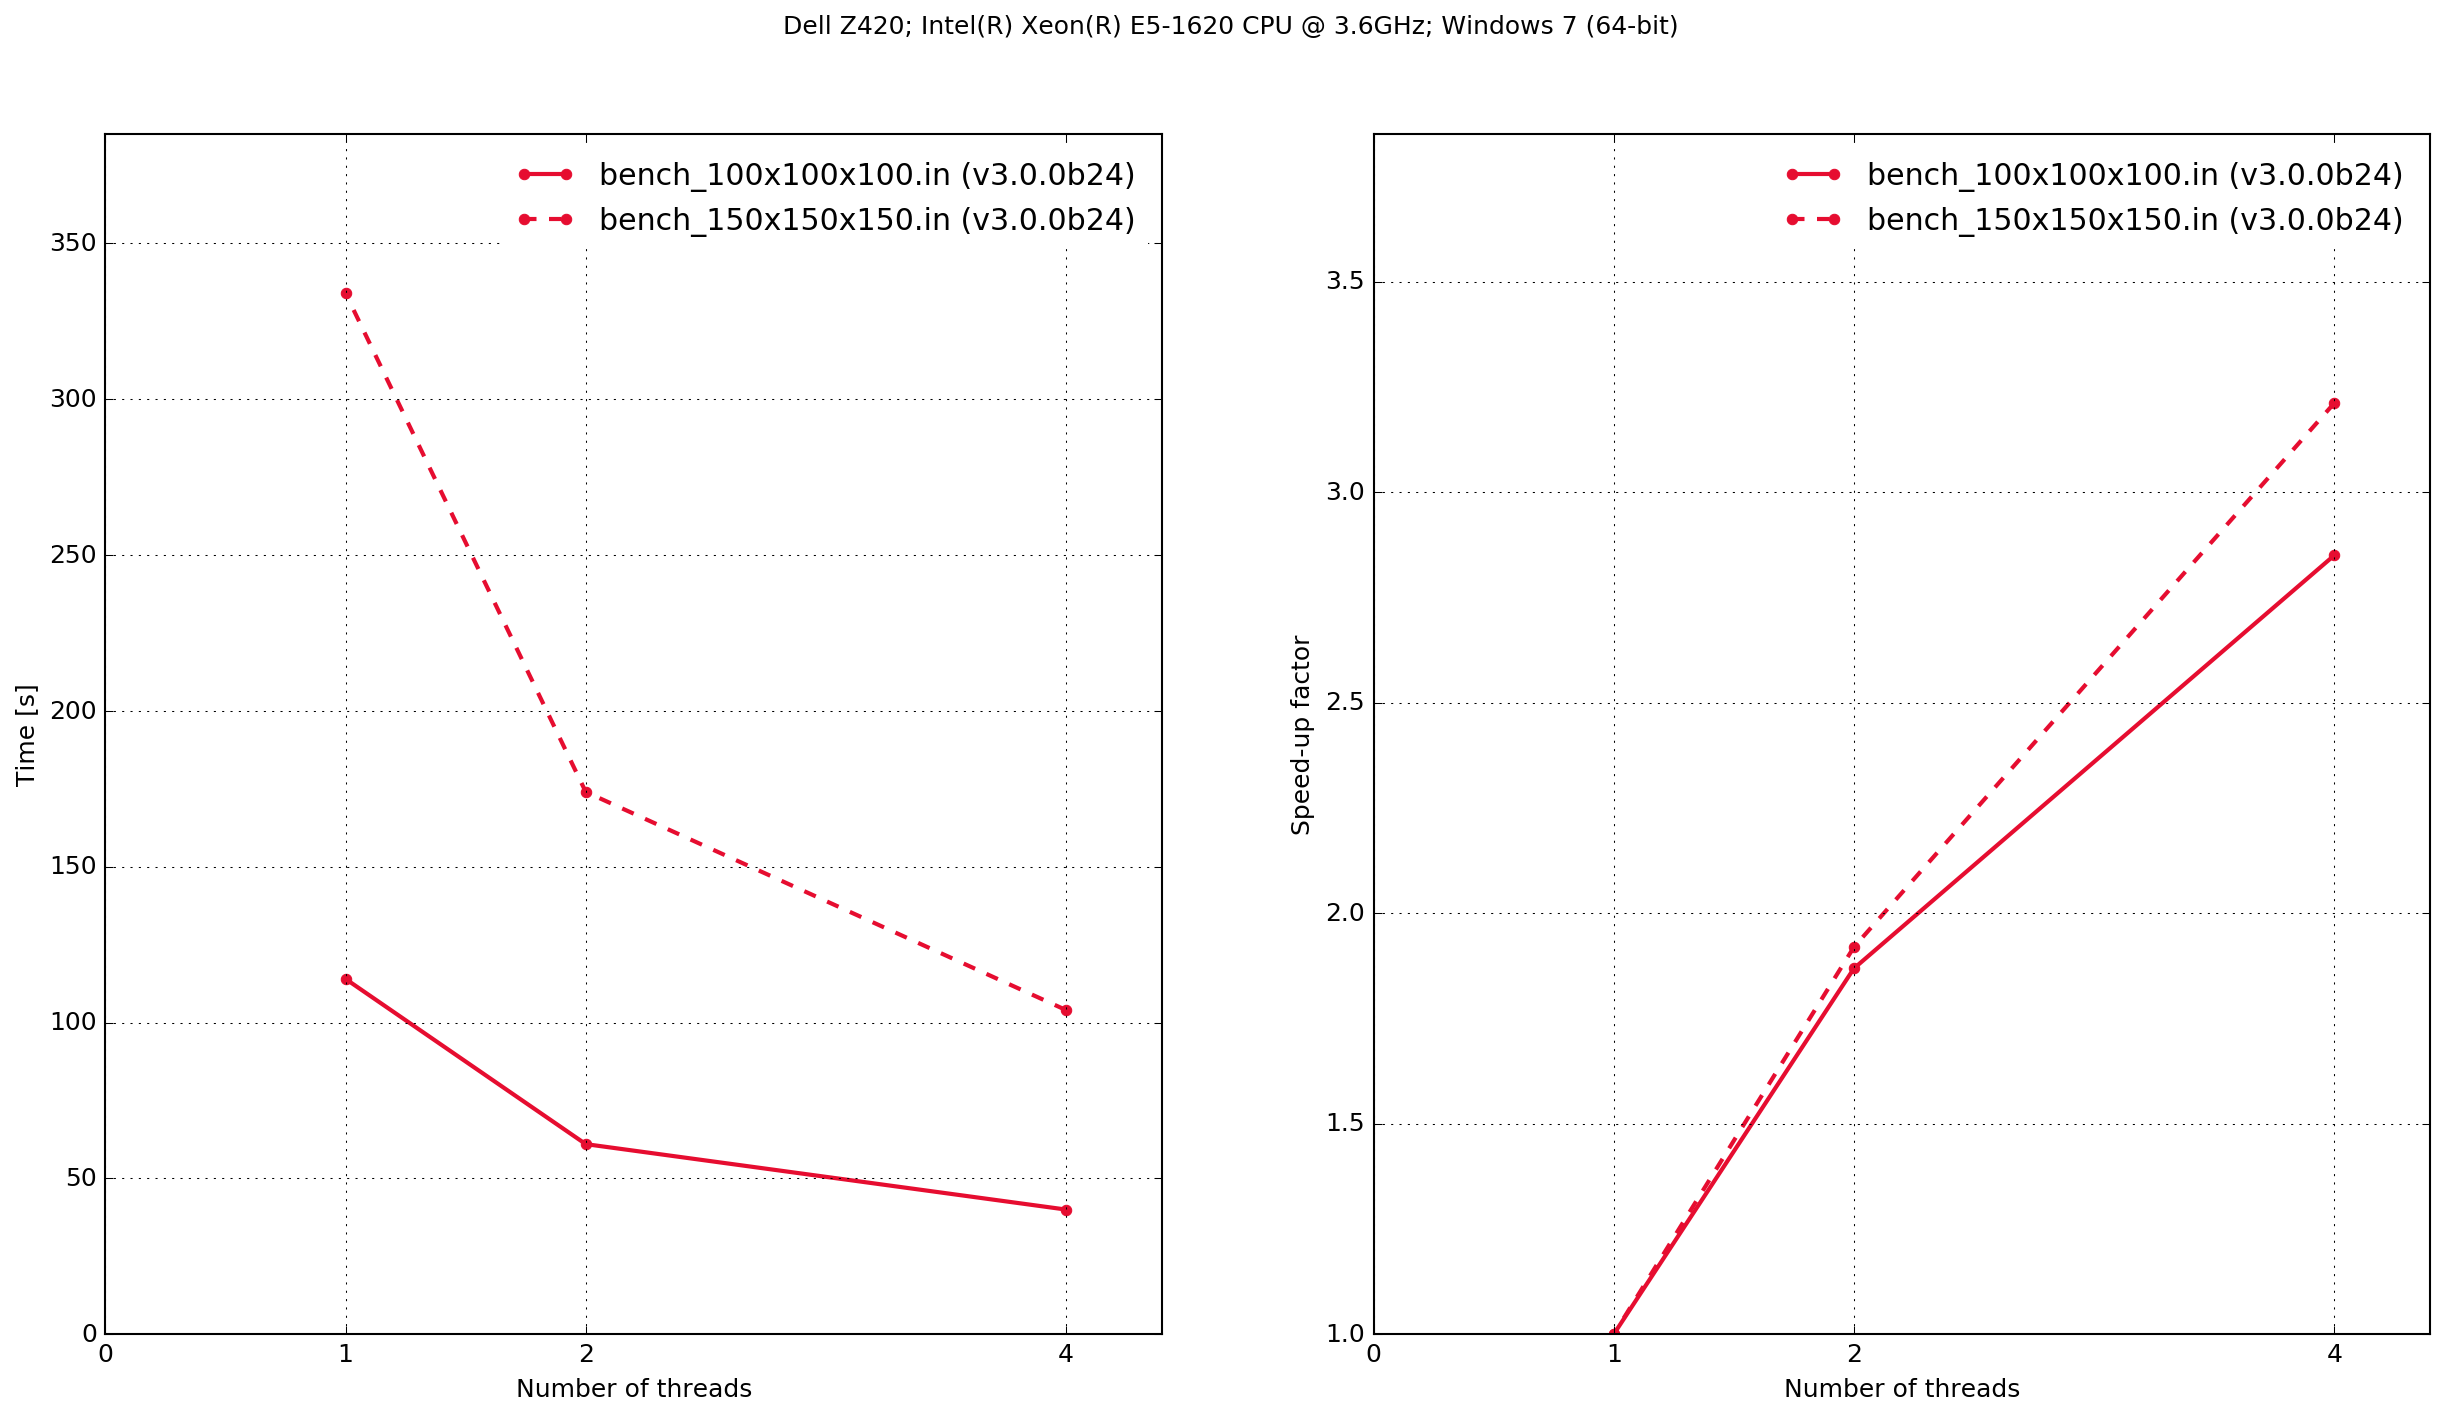 Dell Z420; Intel(R) Xeon(R) E5-1620 CPU @ 3.6GHz; Windows 7 (64-bit)
bench_100x100x100.in (v3.0.0b24)
bench_150x150x150.in (v3.0.0b24)
350
300
250
200
150
100
50
0
Time [s]
0 1 2 4
Number of threads
bench_100x100x100.in (v3.0.0b24)
bench_150x150x150.in (v3.0.0b24)
3.5
3.0
2.5
2.0
1.5
1.0
Speed-up factor
0 1 2 4
Number of threads